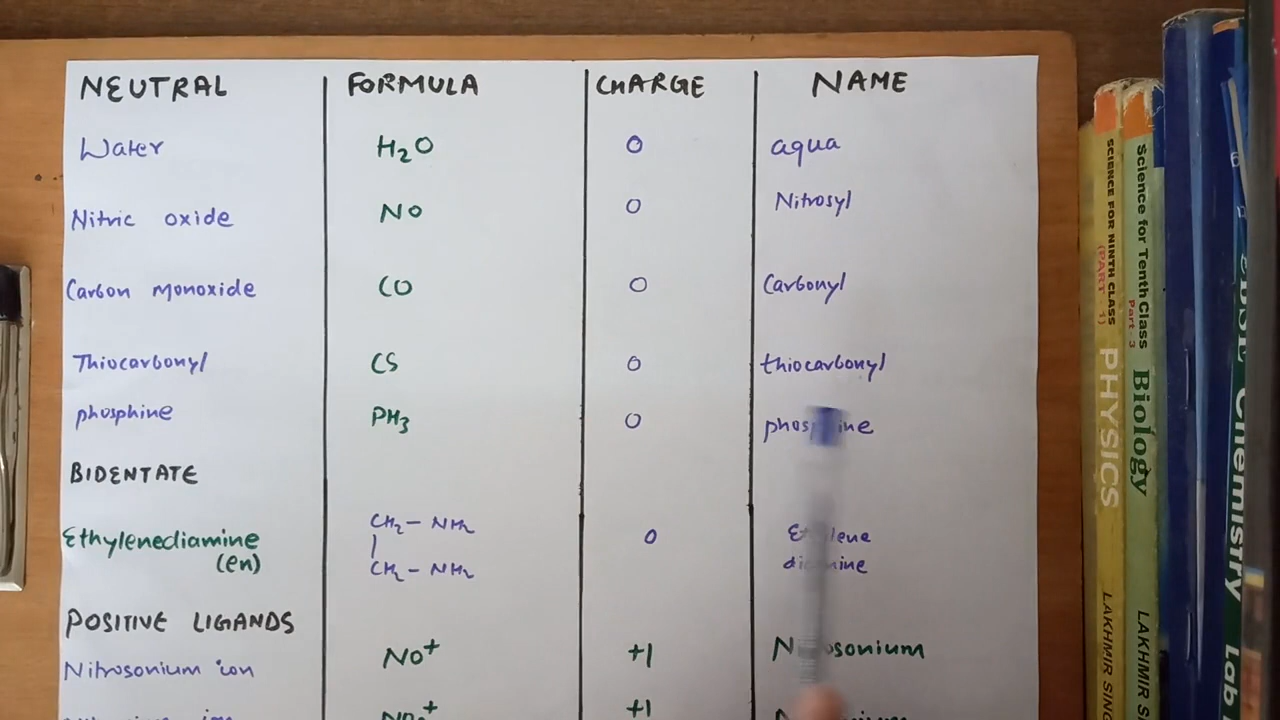 NEUTRAL FORMULA CHARGE NAME
Water H2O 0 aqua
Nitric oxide NO 0 Nitrosyl
Carbon monoxide CO 0 Carbonyl
Thiocarbonyl CS 0 thiocarbonyl
phosphine PH3 0
BIDENTATE
Ethylenediamine CH2 - NH2 0
(en) | 
CH2 - NH2
POSITIVE LIGANDS
Nitrosonium ion NO+ +1 Nitrosonium
+1
SCIENCE FOR NINTH CLASS
(PART - 1)
PHYSICS
LAKHMIR SING
Science for Tenth Class
Part - 3
Biology
LAKHMIR SI
Chemistry
Lab